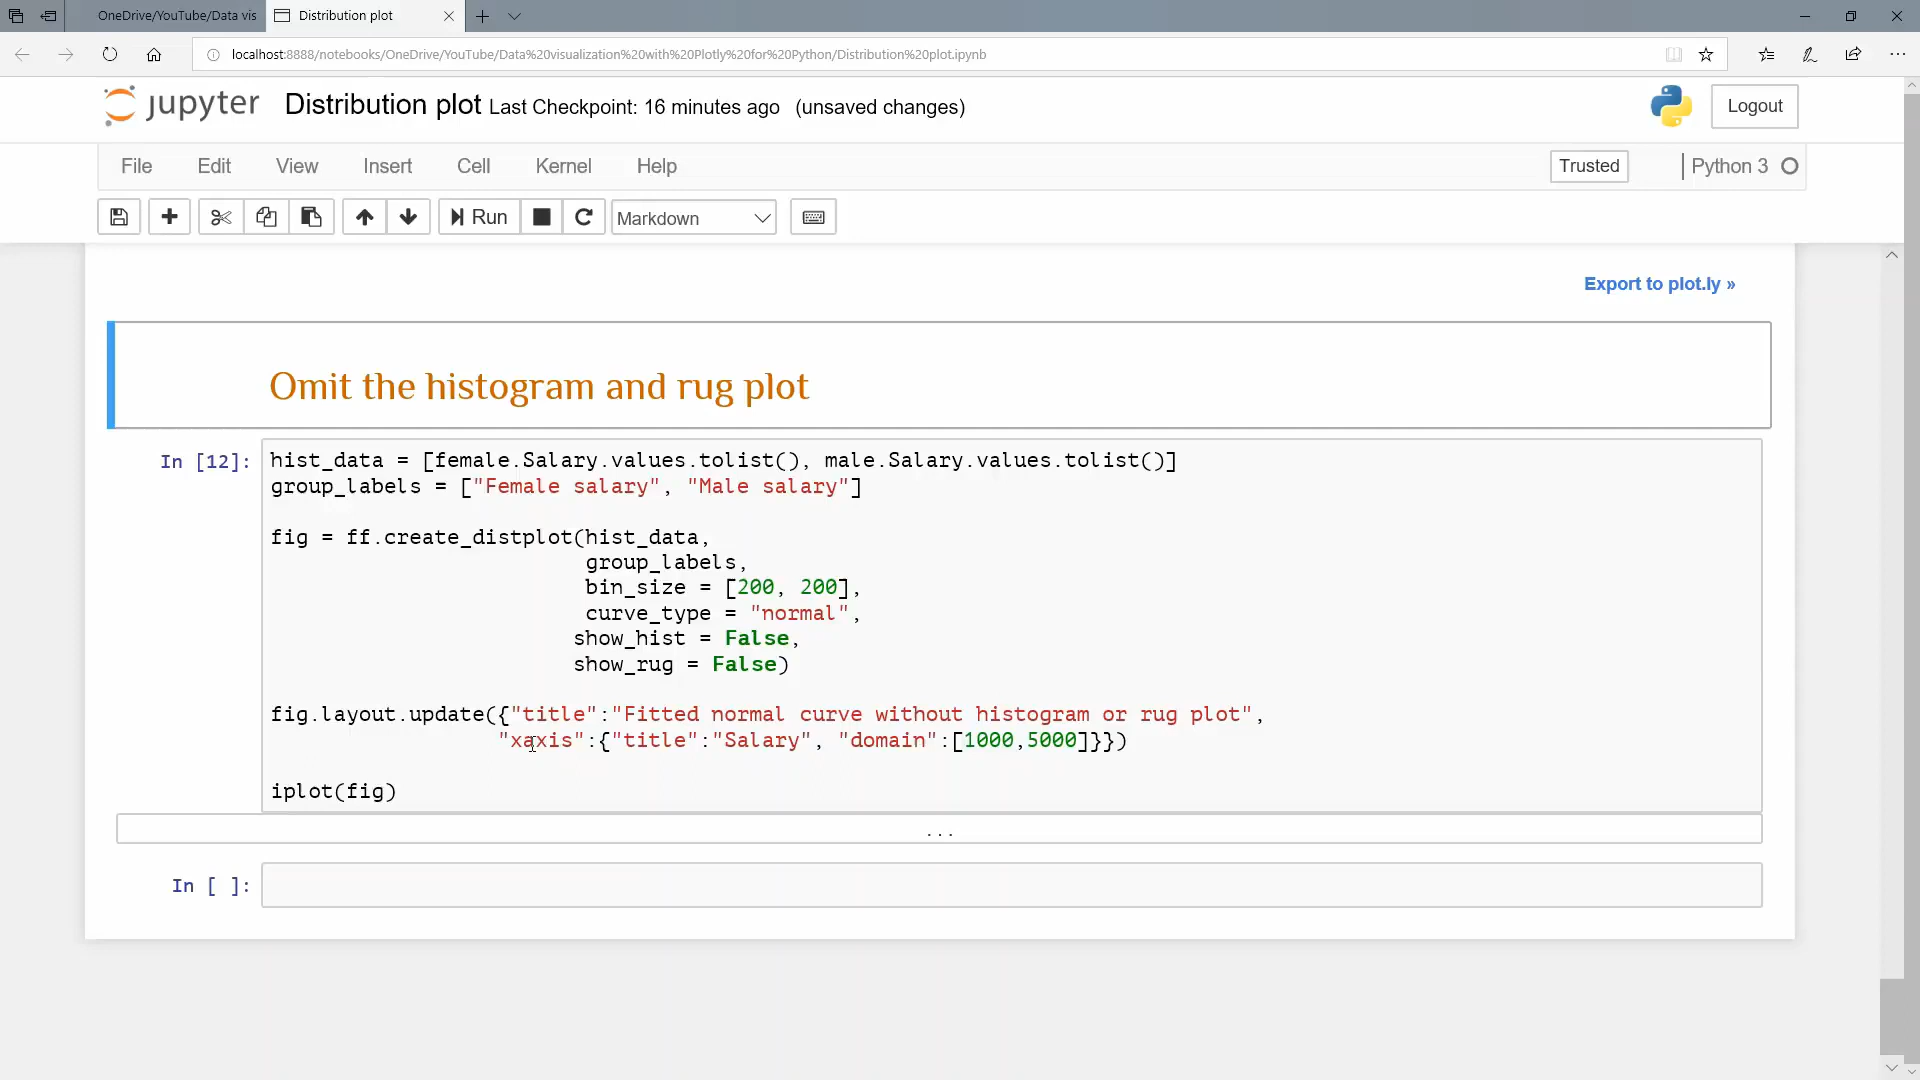 OneDrive/YouTube/Data vis
Distribution plot
localhost:8888/notebooks/OneDrive/YouTube/Data%20visualization%20with%20Plotly%20for%20Python/Distribution%20plot.ipynb
jupyter Distribution plot Last Checkpoint: 16 minutes ago (unsaved changes)
Logout
File Edit View Insert Cell Kernel Help
Trusted
Python 3
Run
Markdown
Export to plot.ly »
Omit the histogram and rug plot
In [12]:
hist_data = [female.Salary.values.tolist(), male.Salary.values.tolist()]
group_labels = ["Female salary", "Male salary"]
fig = ff.create_distplot(hist_data,
group_labels,
bin_size = [200, 200],
curve_type = "normal",
show_hist = False,
show_rug = False)
fig.layout.update({"title":"Fitted normal curve without histogram or rug plot",
"xaxis":{"title":"Salary", "domain":[1000,5000]}})
iplot(fig)
...
In [ ]: